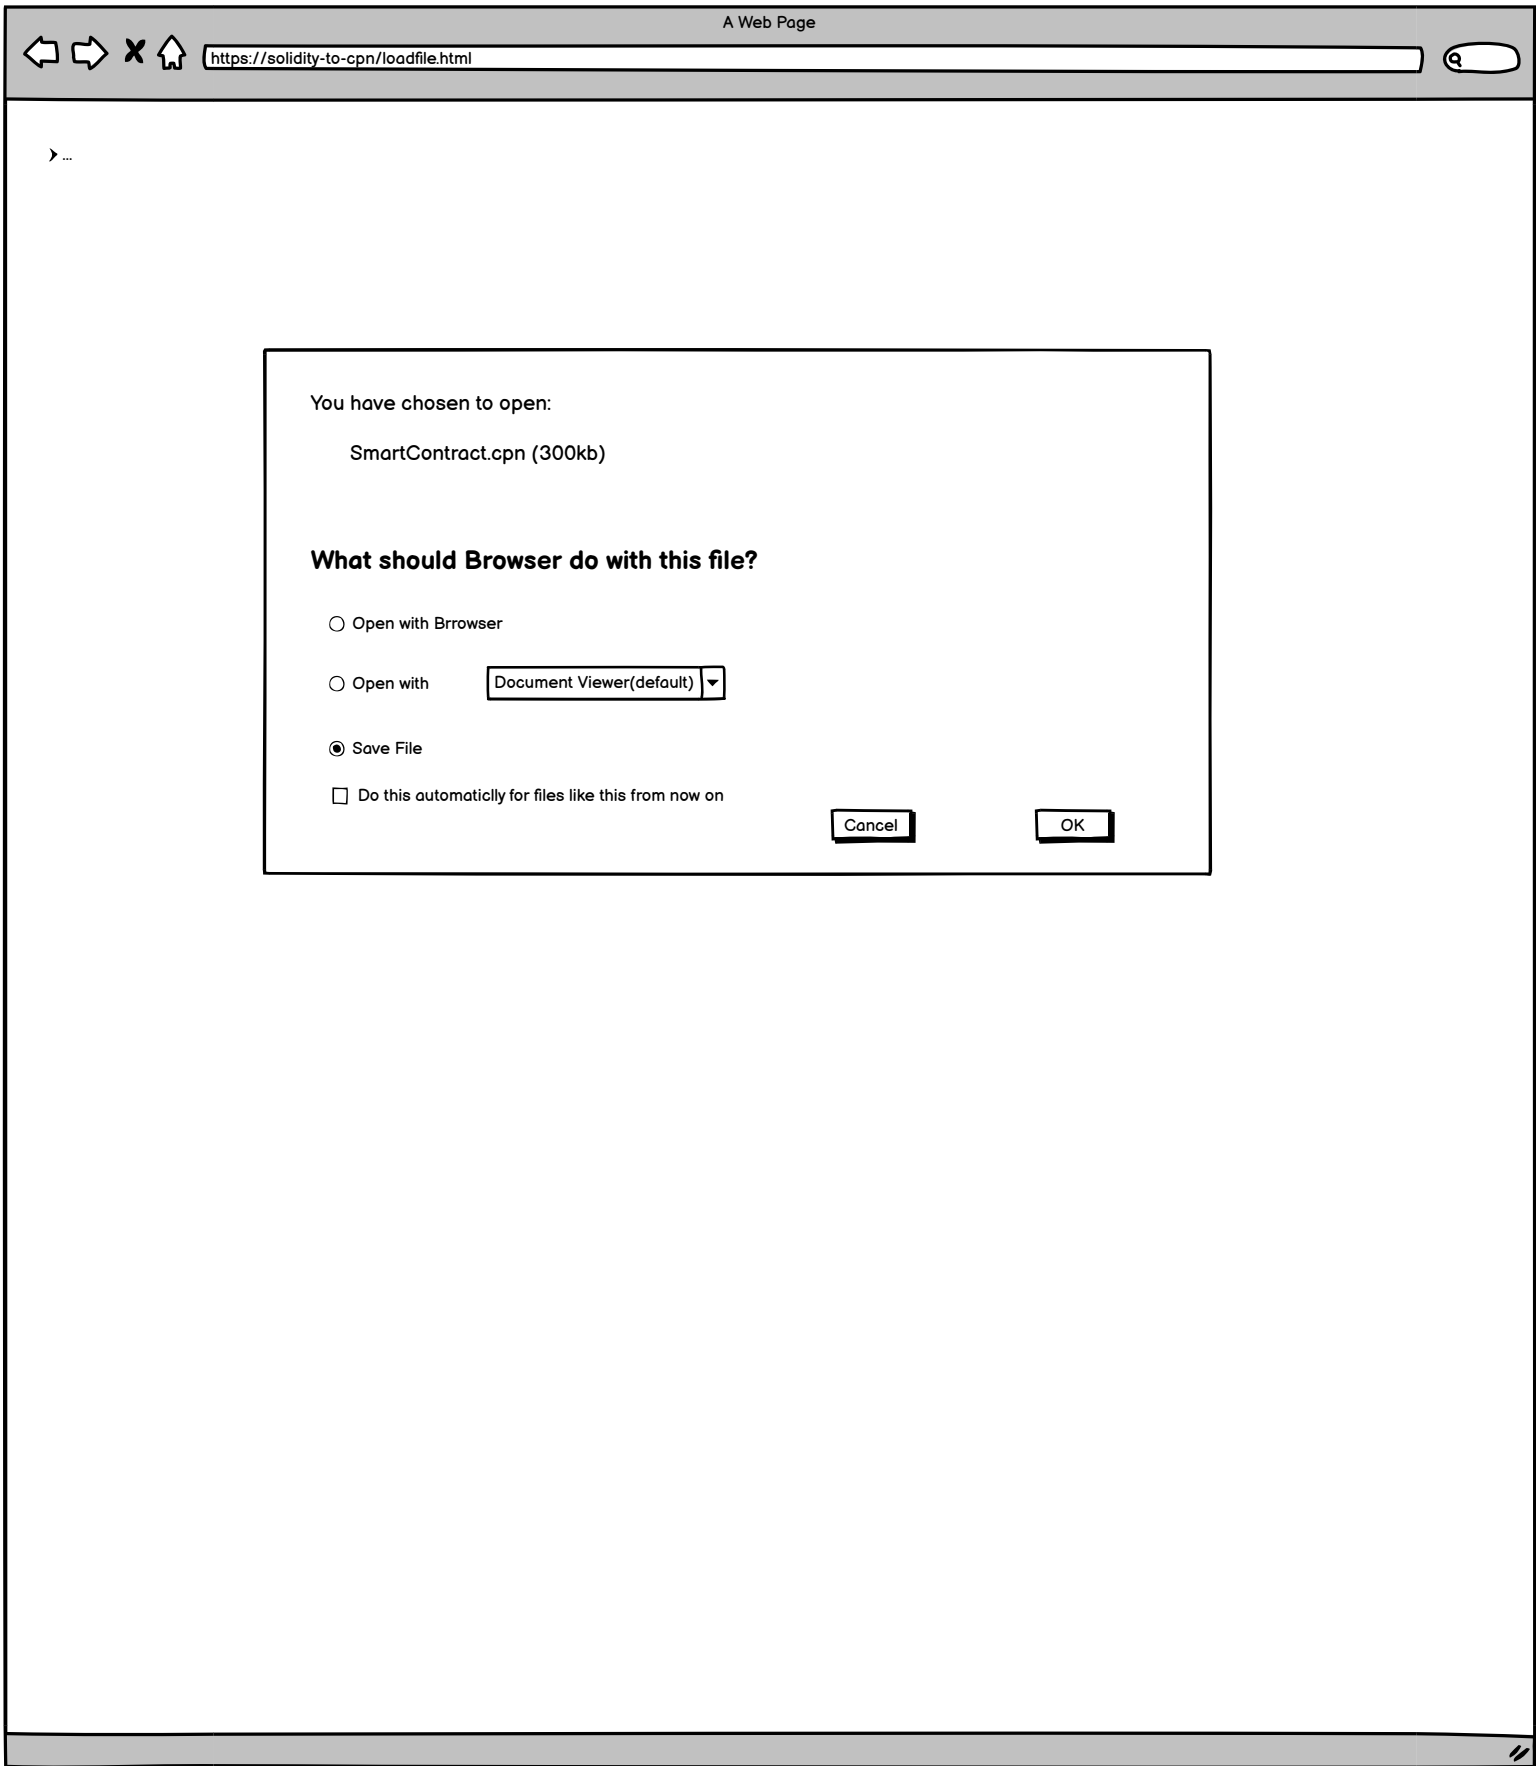 A Web Page
https://solidity-to-cpn/loadfile.html
...
You have chosen to open:
SmartContract.cpn (300kb)
What should Browser do with this file?
Open with Brrowser
Open with
Document Viewer(default)
Save File
Do this automaticlly for files like this from now on
Cancel
OK